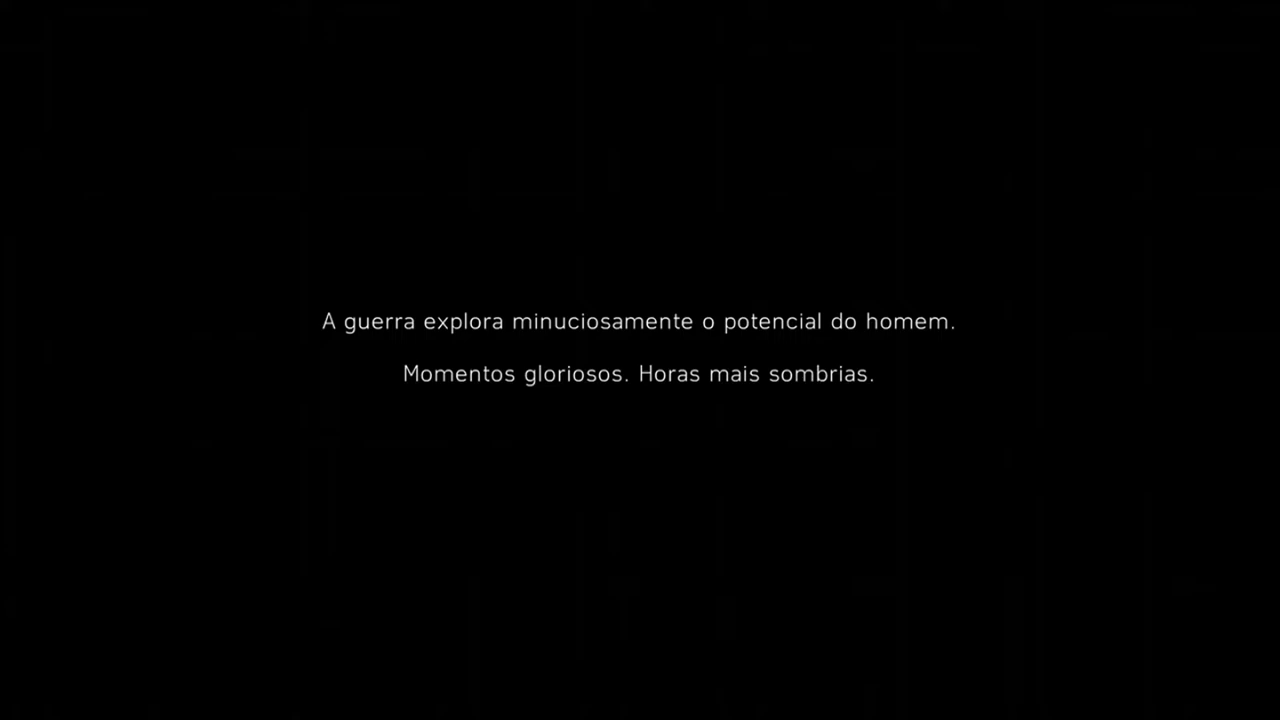 A guerra explora minuciosamente o potencial do homem.
Momentos gloriosos. Horas mais sombrias.